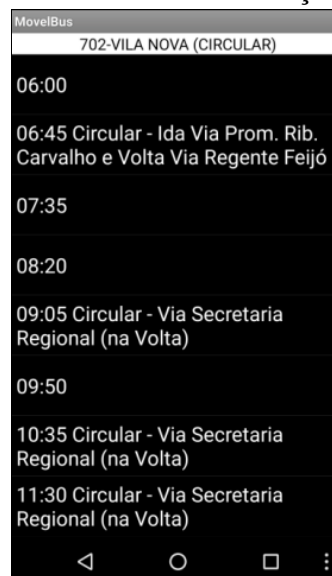 MovelBus
702-VILA NOVA (CIRCULAR)
06:00
06:45 Circular - Ida Via Prom. Rib.
Carvalho e Volta Via Regente Feijó
07:35
08:20
09:05 Circular - Via Secretaria
Regional (na Volta)
09:50
10:35 Circular - Via Secretaria
Regional (na Volta)
11:30 Circular - Via Secretaria
Regional (na Volta)